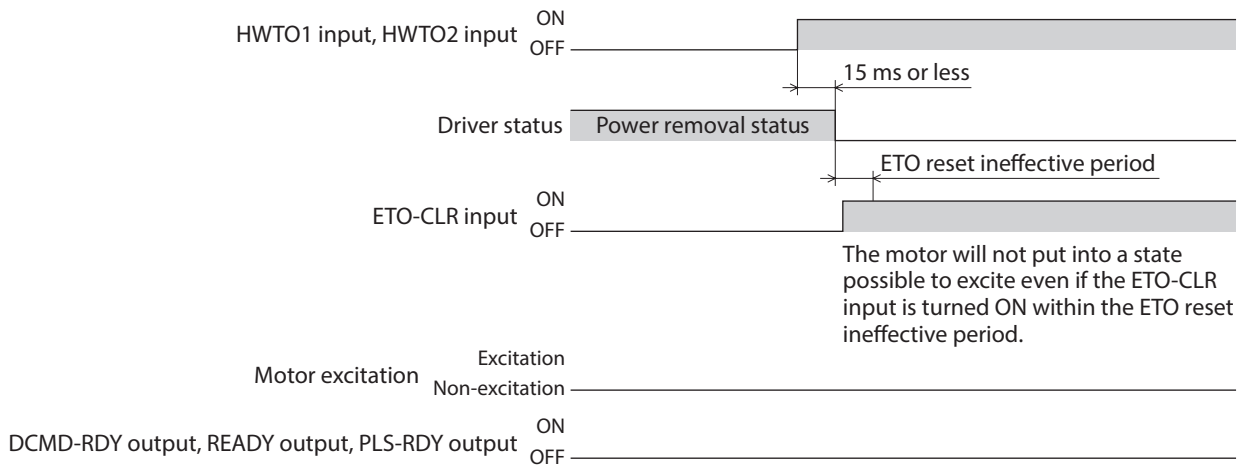 ON
HWTO1 input, HWTO2 input
OFF
15 ms or less
Driver status
Power removal status
ETO reset ineffective period
ON
ETO-CLR input
OFF
The motor will not put into a state
possible to excite even if the ETO-CLR
input is turned ON within the ETO reset
ineffective period.
Excitation
Motor excitation
Non-excitation
ON
DCMD-RDY output, READY output, PLS-RDY output
OFF